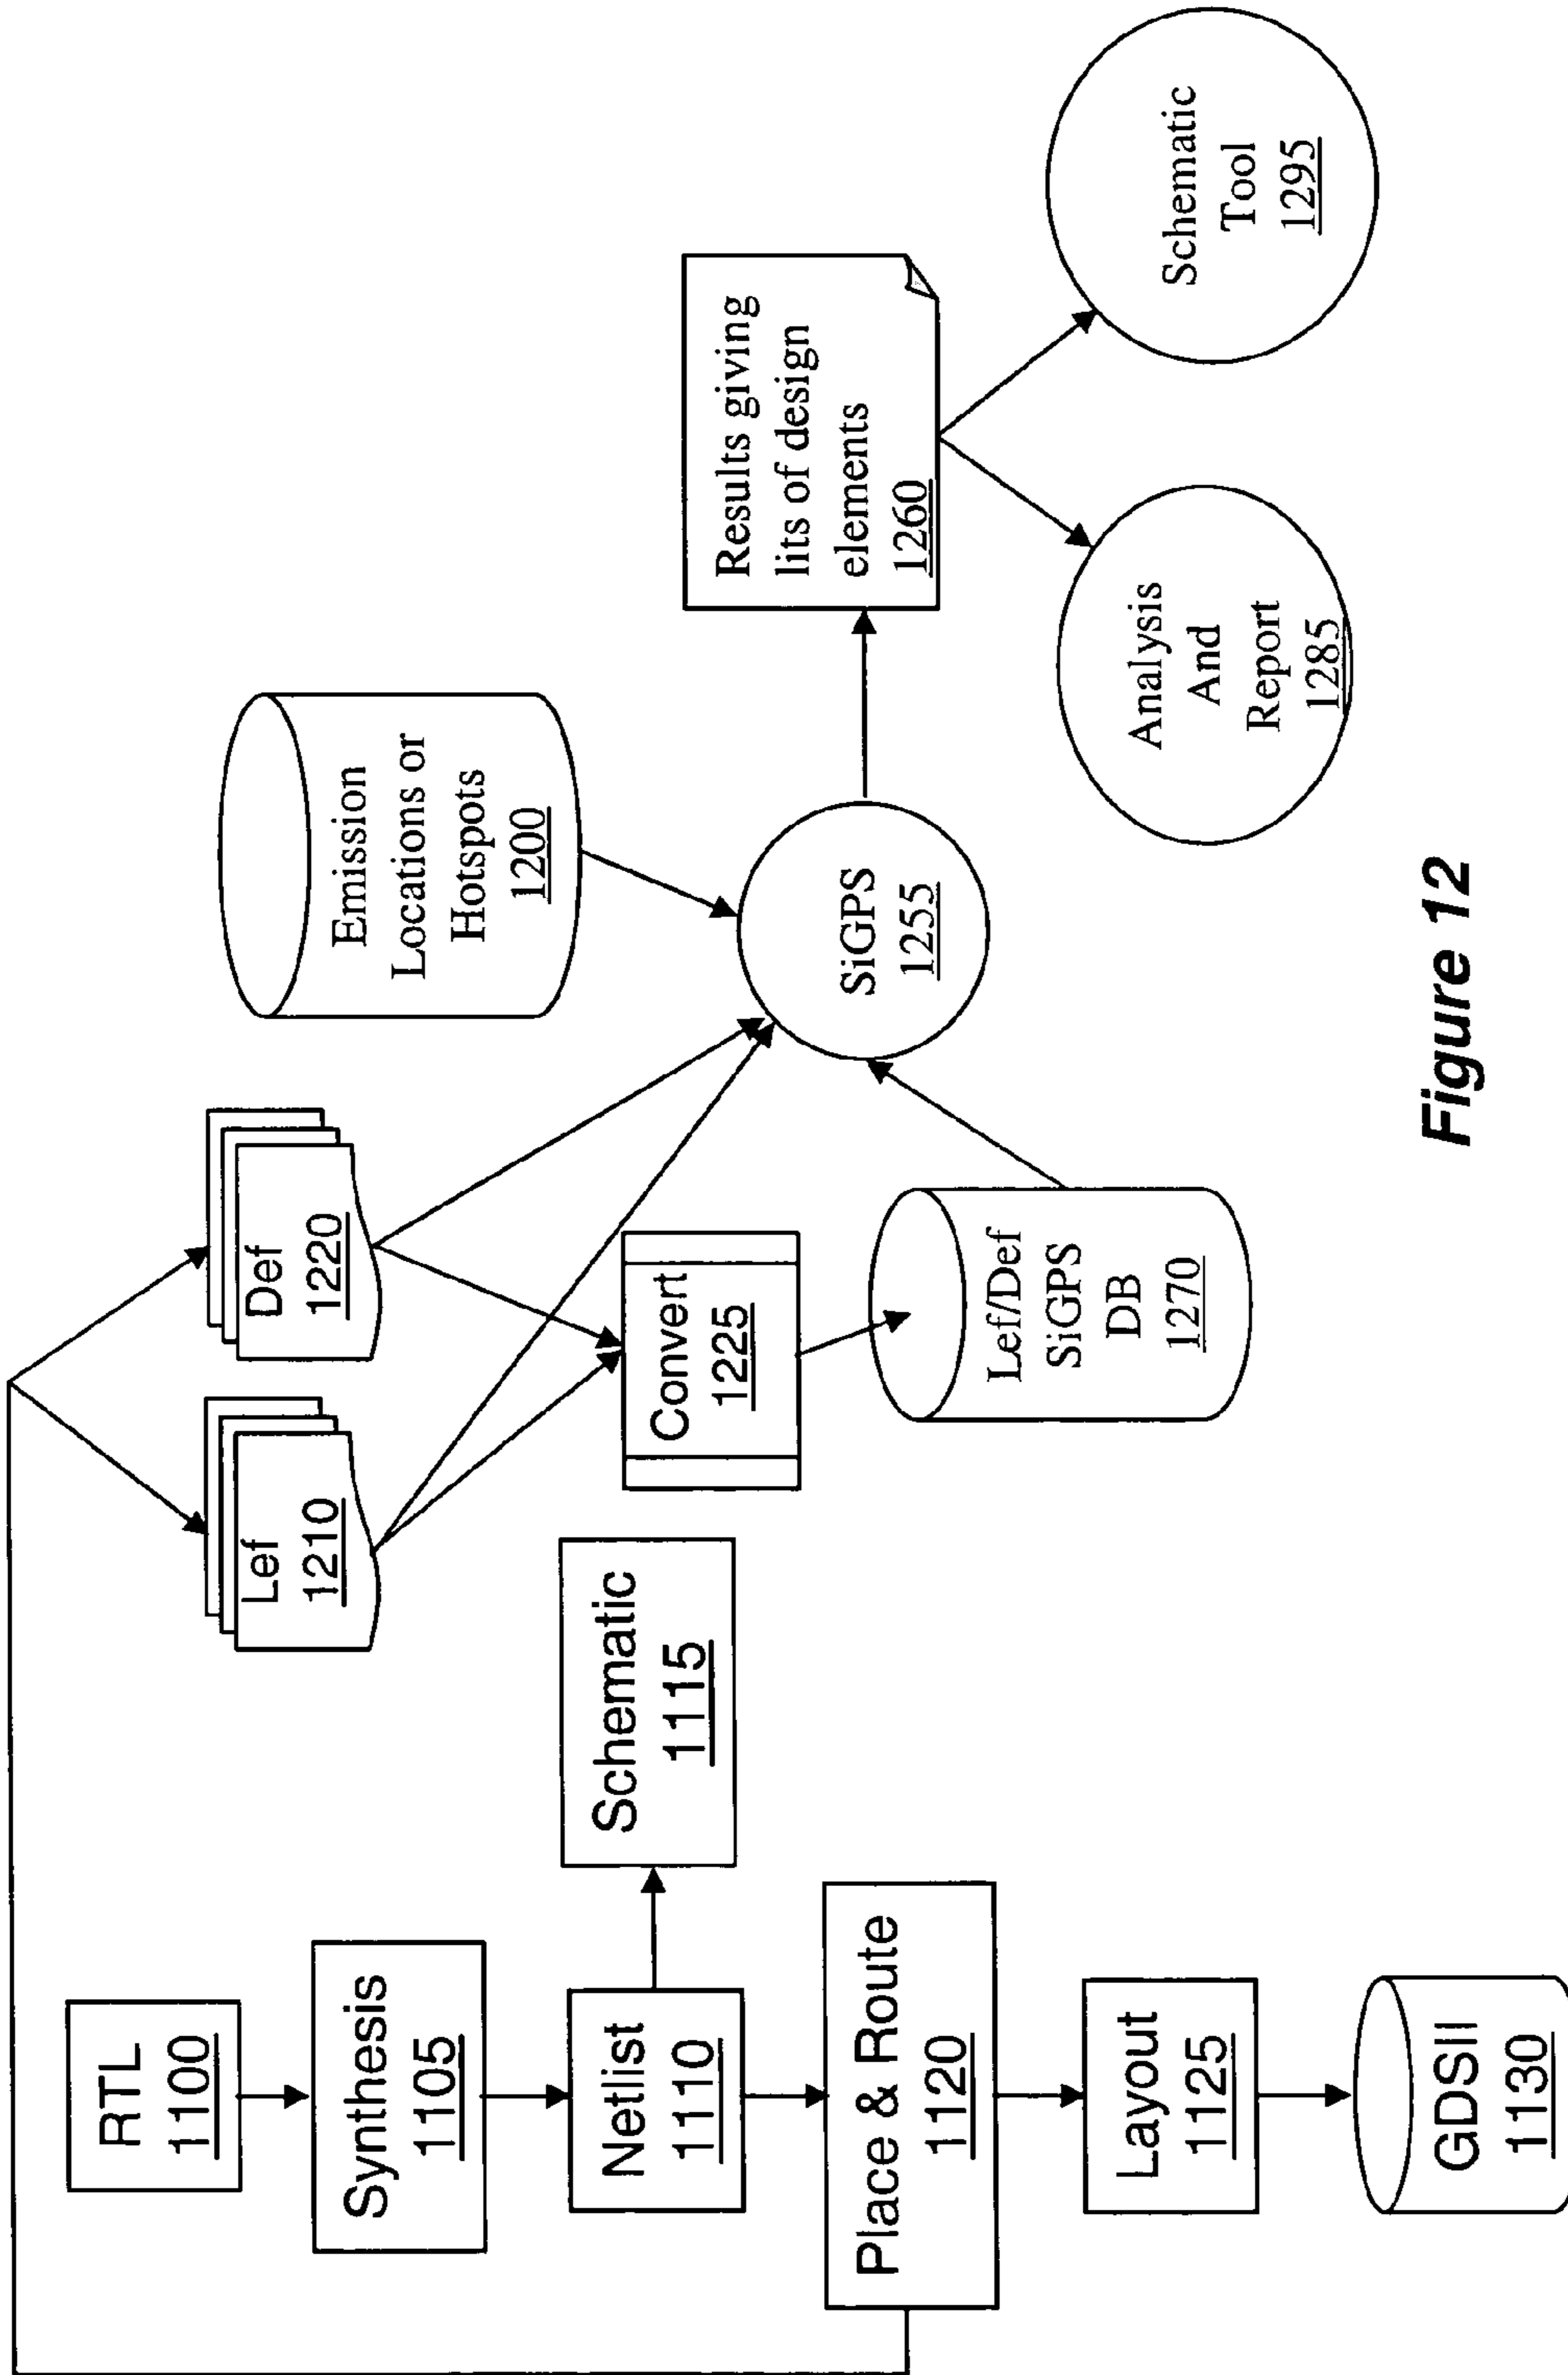 RTL
1100
Synthesis
1105
Netlist
1110
Schematic
1115
Place & Route
1120
Layout
1125
GDSII
1130
Lef
1210
Def
1220
Convert
1225
Lef/Def
SiGPS
DB
1270
Emission
Locations or
Hotspots
1200
SiGPS
1255
Results giving
lits of design
elements
1260
Analysis
And
Report
1285
Schematic
Tool
1295
Figure 12